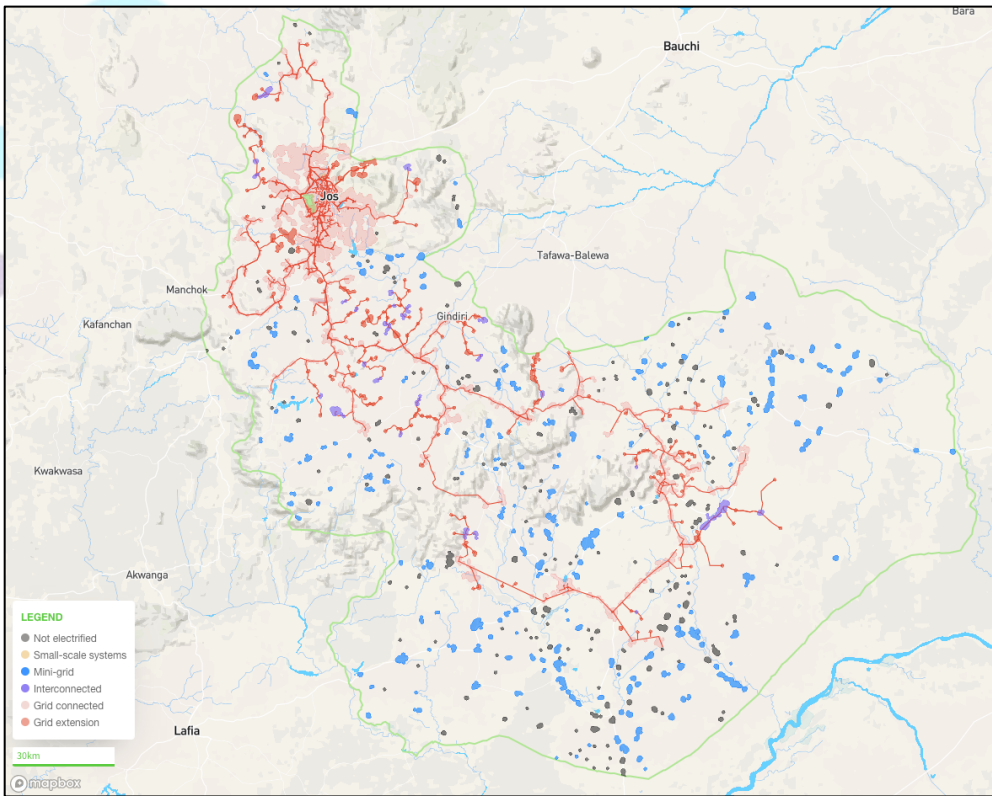 Bara
Bauchi
Jos
Tafawa-Balewa
Manchok
Gindiri
Kafanchan
Kwakwasa
Akwanga
LEGEND
Not electrified
Small-scale systems
Mini-grid
Interconnected
Grid connected
Grid extension
Lafia
30km
mapbox